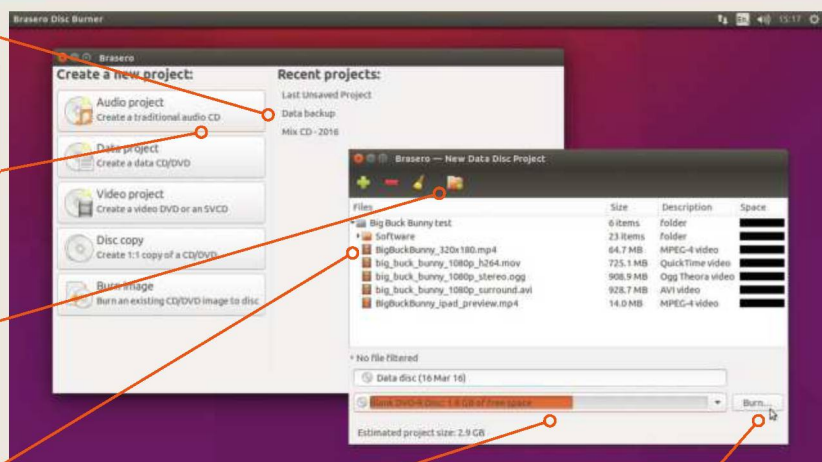 Brasero Disc Burner
En
15:17
Brasero
Create a new project:
Audio project
Create a traditional audio CD
Data project
Create a data CD/DVD
Video project
Create a video DVD or an SVCD
Disc copy
Create 1:1 copy of a CD/DVD
Burn image
Burn an existing CD/DVD image to disc
Recent projects:
Last Unsaved Project
Data backup
Mix CD - 2016
Brasero — New Data Disc Project
Files Size Description Space
Big Buck Bunny test 6 items folder
Software 23 items folder
BigBuckBunny_320x180.mp4 64.7 MB MPEG-4 video
big_buck_bunny_1080p_h264.mov 725.1 MB QuickTime video
big_buck_bunny_1080p_stereo.ogg 908.9 MB Ogg Theora video
big_buck_bunny_1080p_surround.avi 928.7 MB AVI video
BigBuckBunny_ipad_preview.mp4 14.0 MB MPEG-4 video
No file filtered
Data disc (16 Mar 16)
Blank DVD-R Disc: 1.8 GB of free space
Burn...
Estimated project size: 2.9 GB